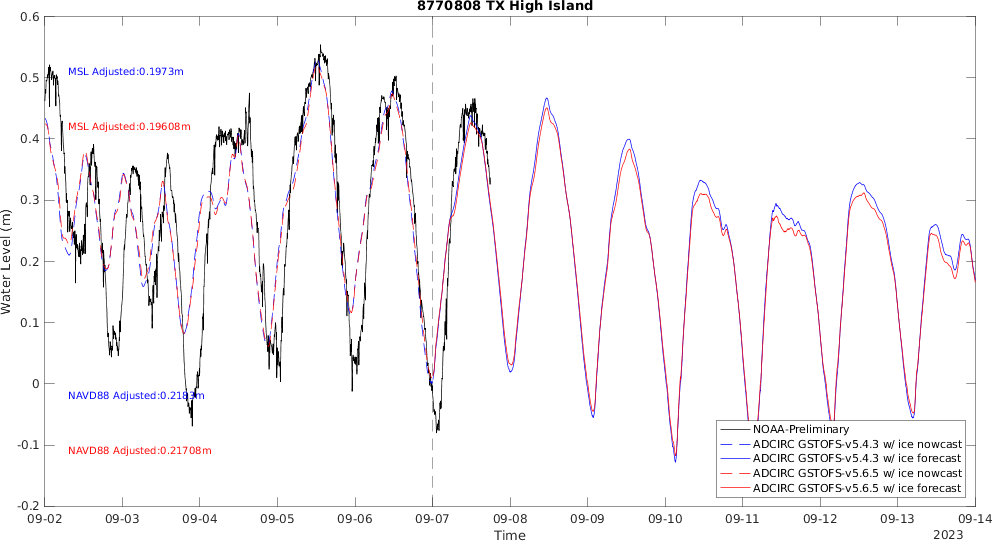 8770808 TX High Island
0.6
0.5
0.4
0.3
0.2
0.1
0
-0.1
-0.2
Water Level (m)
MSL Adjusted:0.1973m
MSL Adjusted:0.19608m
NAVD88 Adjusted:0.2183m
NAVD88 Adjusted:0.21708m
NOAA-Preliminary
ADCIRC GSTOFS-v5.4.3 w/ ice nowcast
ADCIRC GSTOFS-v5.4.3 w/ ice forecast
ADCIRC GSTOFS-v5.6.5 w/ ice nowcast
ADCIRC GSTOFS-v5.6.5 w/ ice forecast
09-02 09-03 09-04 09-05 09-06 09-07 09-08 09-09 09-10 09-11 09-12 09-13 09-14
Time
2023